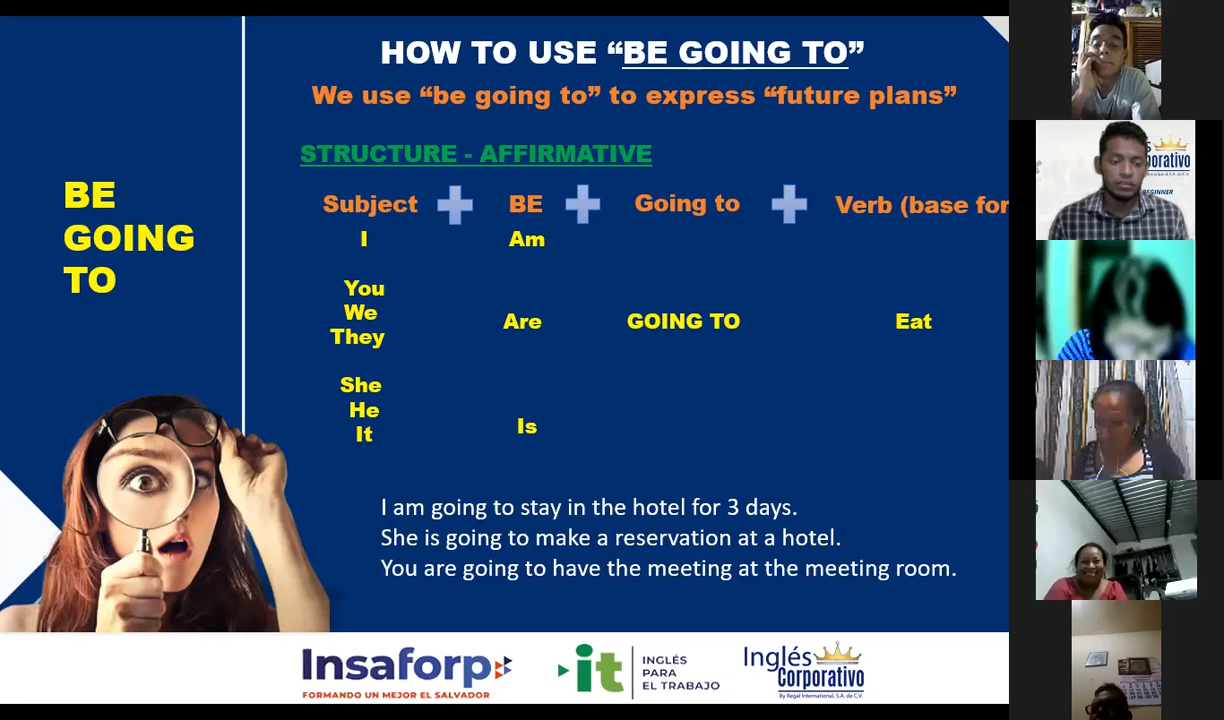 HOW TO USE “BE GOING TO”
We use “be going to” to express “future plans”
STRUCTURE - AFFIRMATIVE
BE
GOING
TO
Subject BE Going to Verb (base for
I Am
You
We
They
Are GOING TO Eat
She
He
It
Is
I am going to stay in the hotel for 3 days.
She is going to make a reservation at a hotel.
You are going to have the meeting at the meeting room.
Insaforp
FORMANDO UN MEJOR EL SALVADOR
it
INGLÉS
PARA
EL TRABAJO
Inglés
Corporativo
By Regal International, S.A. de C.V.